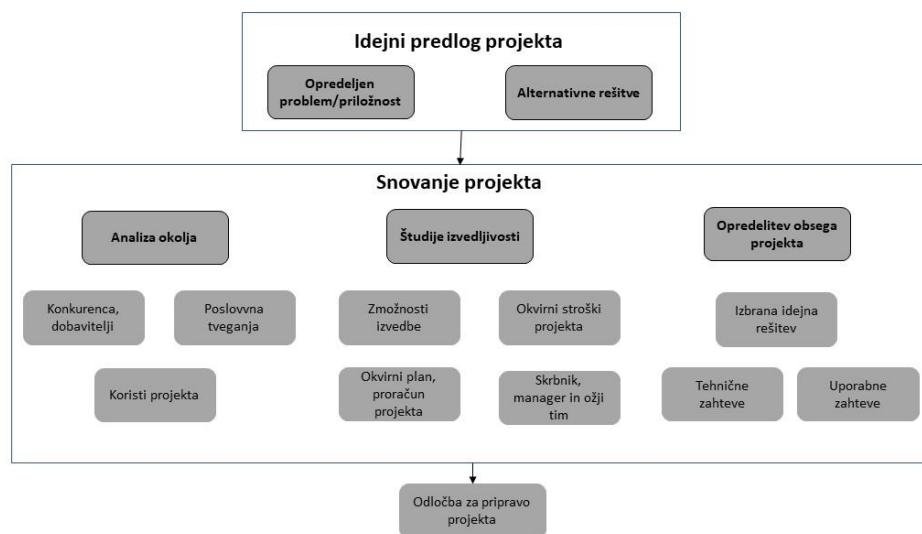 Idejni predlog projekta
Opredeljen
problem/priložnost
Alternativne rešitve
Snovanje projekta
Analiza okolja
Študije izvedljivosti
Opredelitev obsega
projekta
Konkurenca,
dobavitelji
Poslovvna
tveganja
Zmožnosti
izvedbe
Okvirni stroški
projekta
Izbrana idejna
rešitev
Koristi projekta
Okvirni plan,
proračun
projekta
Skrbnik,
manager in ožji
tim
Tehnične
zahteve
Uporabne
zahteve
Odločba za pripravo
projekta